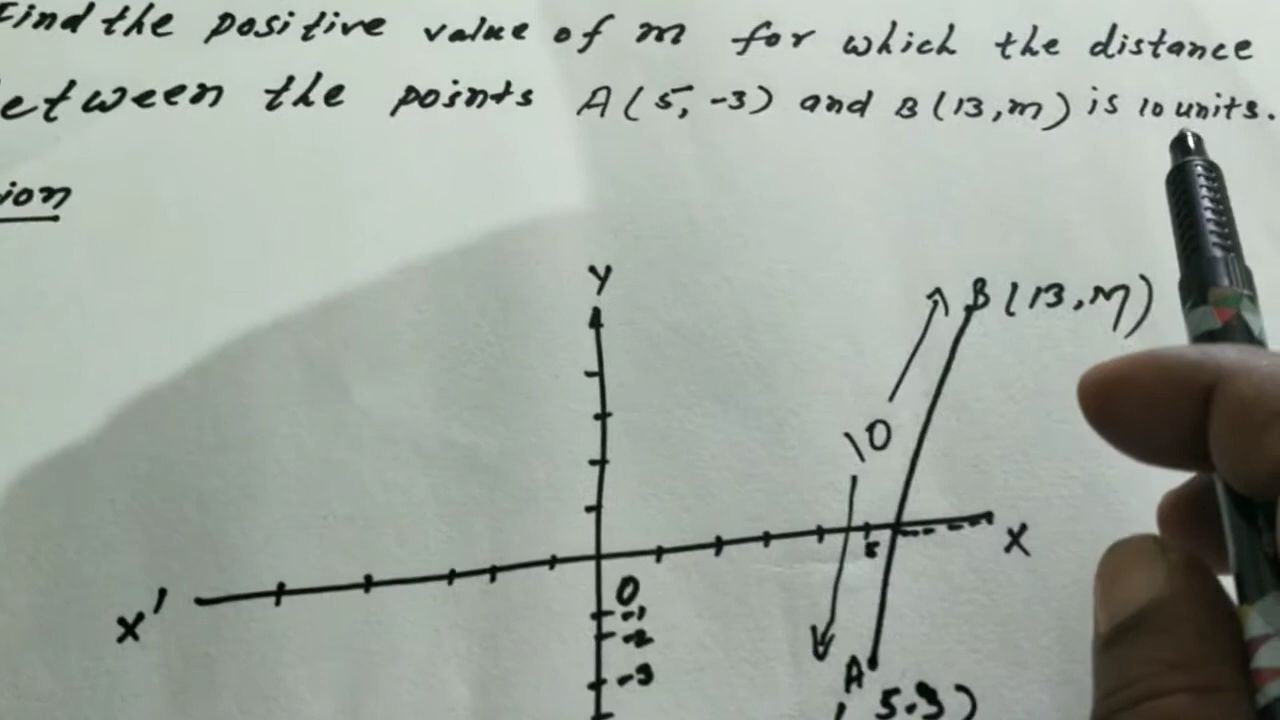 Find the positive value of m for which the distance
etween the points A(5,-3) and B(13,m) is 10 units.
ion
Y
B(13,m)
10
5
X
X'
O
-1
-2
-3
A
(5.3)